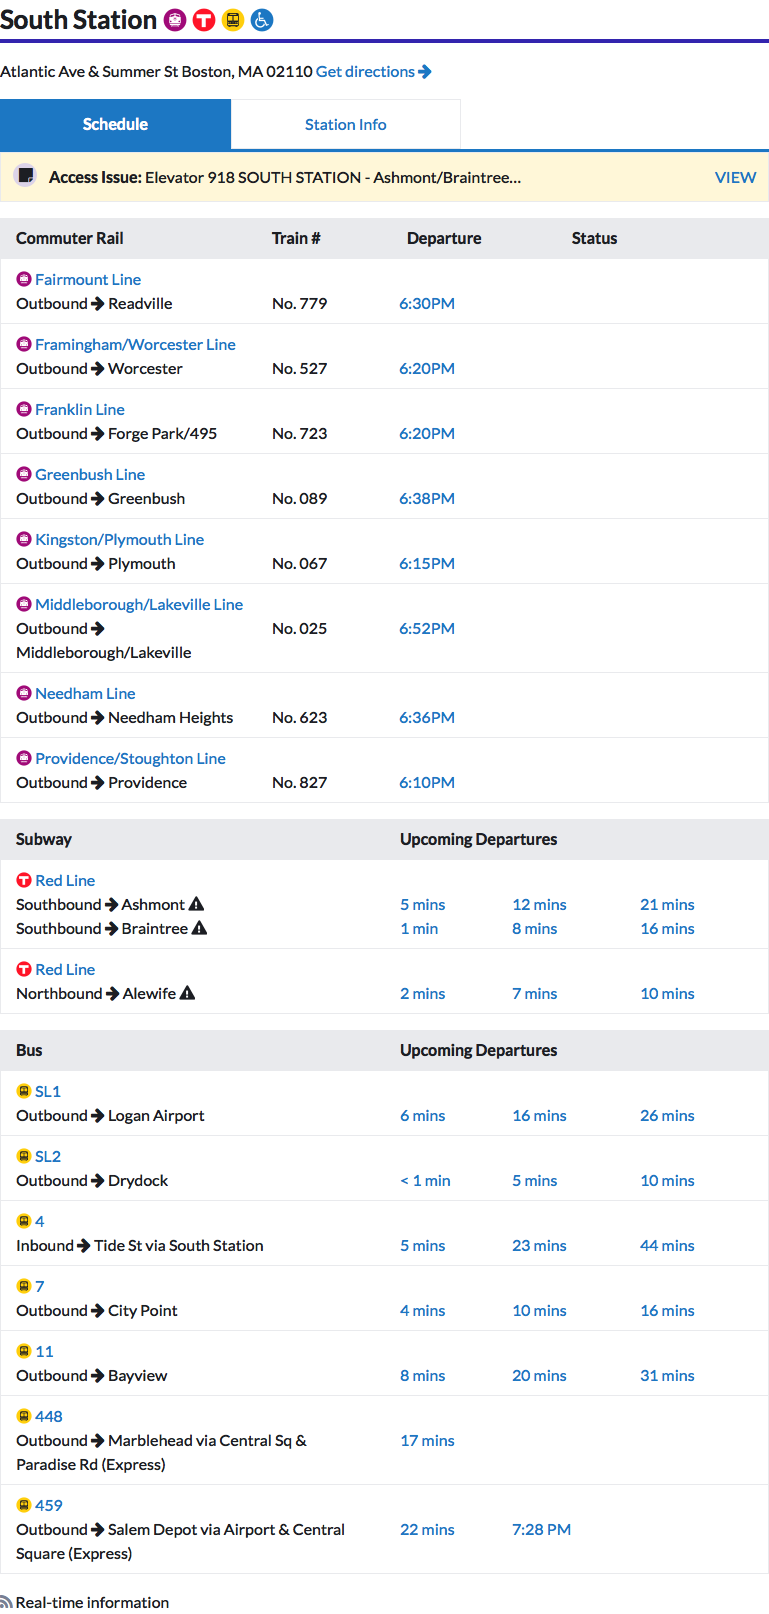 South Station
Atlantic Ave & Summer St Boston, MA 02110 Get directions
Schedule Station Info
Access Issue: Elevator 918 SOUTH STATION - Ashmont/Braintree... VIEW
Commuter Rail Train # Departure Status
Fairmount Line
Outbound → Readville No. 779 6:30PM
Framingham/Worcester Line
Outbound → Worcester No. 527 6:20PM
Franklin Line
Outbound → Forge Park/495 No. 723 6:20PM
Greenbush Line
Outbound → Greenbush No. 089 6:38PM
Kingston/Plymouth Line
Outbound → Plymouth No. 067 6:15PM
Middleborough/Lakeville Line
Outbound → No. 025 6:52PM
Middleborough/Lakeville
Needham Line
Outbound → Needham Heights No. 623 6:36PM
Providence/Stoughton Line
Outbound → Providence No. 827 6:10PM
Subway Upcoming Departures
T Red Line
Southbound → Ashmont 5 mins 12 mins 21 mins
Southbound → Braintree 1 min 8 mins 16 mins
T Red Line
Northbound → Alewife 2 mins 7 mins 10 mins
Bus Upcoming Departures
SL1
Outbound → Logan Airport 6 mins 16 mins 26 mins
SL2
Outbound → Drydock < 1 min 5 mins 10 mins
4
Inbound → Tide St via South Station 5 mins 23 mins 44 mins
7
Outbound → City Point 4 mins 10 mins 16 mins
11
Outbound → Bayview 8 mins 20 mins 31 mins
448
Outbound → Marblehead via Central Sq & 17 mins
Paradise Rd (Express)
459
Outbound → Salem Depot via Airport & Central 22 mins 7:28 PM
Square (Express)
Real-time information